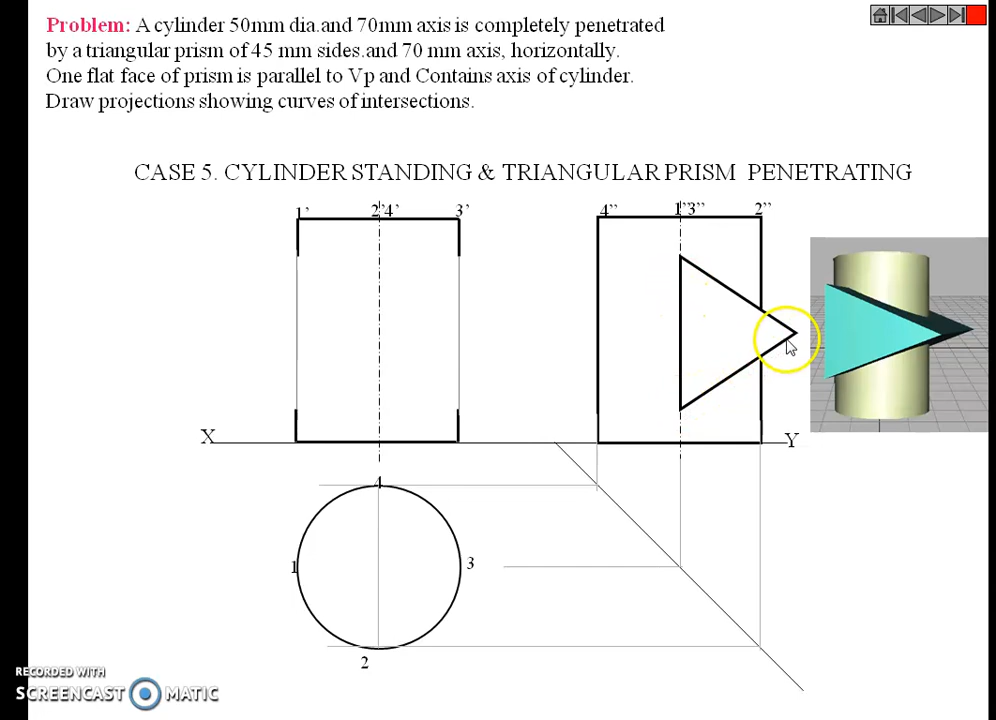 Problem: A cylinder 50mm dia.and 70mm axis is completely penetrated
by a triangular prism of 45 mm sides.and 70 mm axis, horizontally.
One flat face of prism is parallel to Vp and Contains axis of cylinder.
Draw projections showing curves of intersections.
CASE 5. CYLINDER STANDING & TRIANGULAR PRISM PENETRATING
1' 2'4' 3' 4" 1"3" 2"
X Y
4
1 3
2
RECORDED WITH
SCREENCAST MATIC